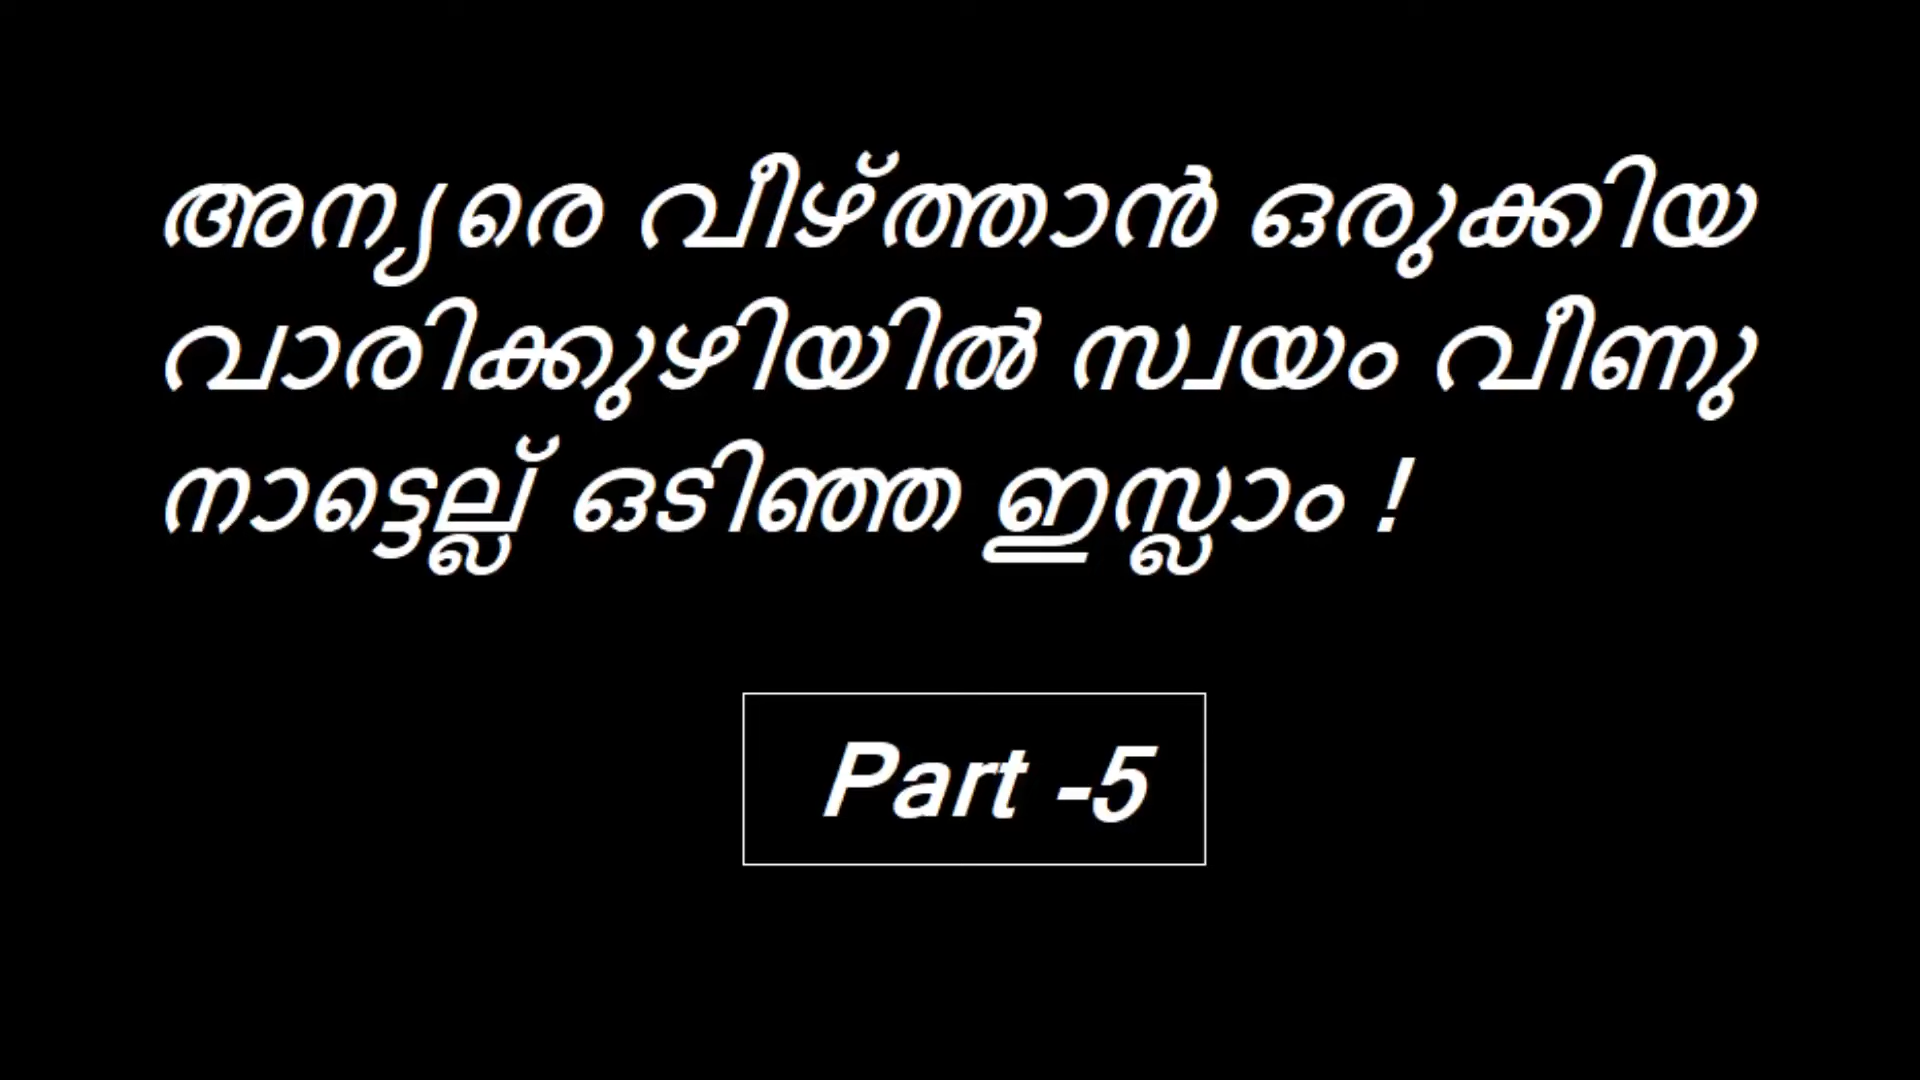 അന്യരെ വീഴ്ത്താൻ ഒരുക്കിയ
വാരിക്കുഴിയിൽ സ്വയം വീണു
നാട്ടെല്ല് ഒടിഞ്ഞ ഇസ്ലാം !
Part -5